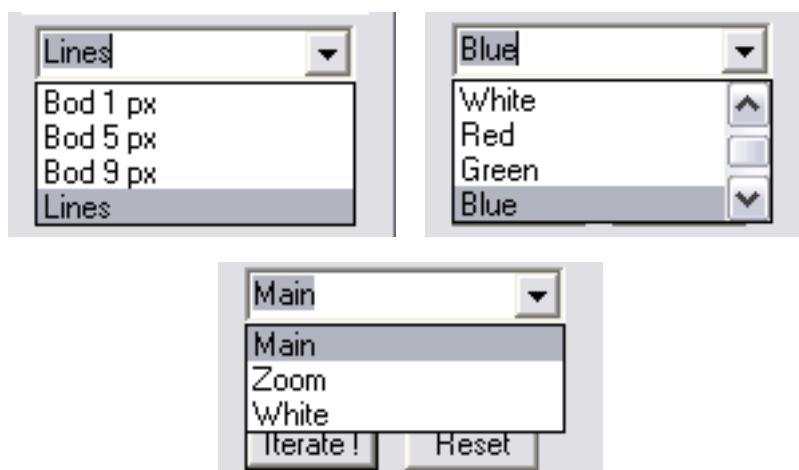 Lines
Bod 1 px
Bod 5 px
Bod 9 px
Lines
Blue
White
Red
Green
Blue
Main
Main
Zoom
White
Iterate !
Reset